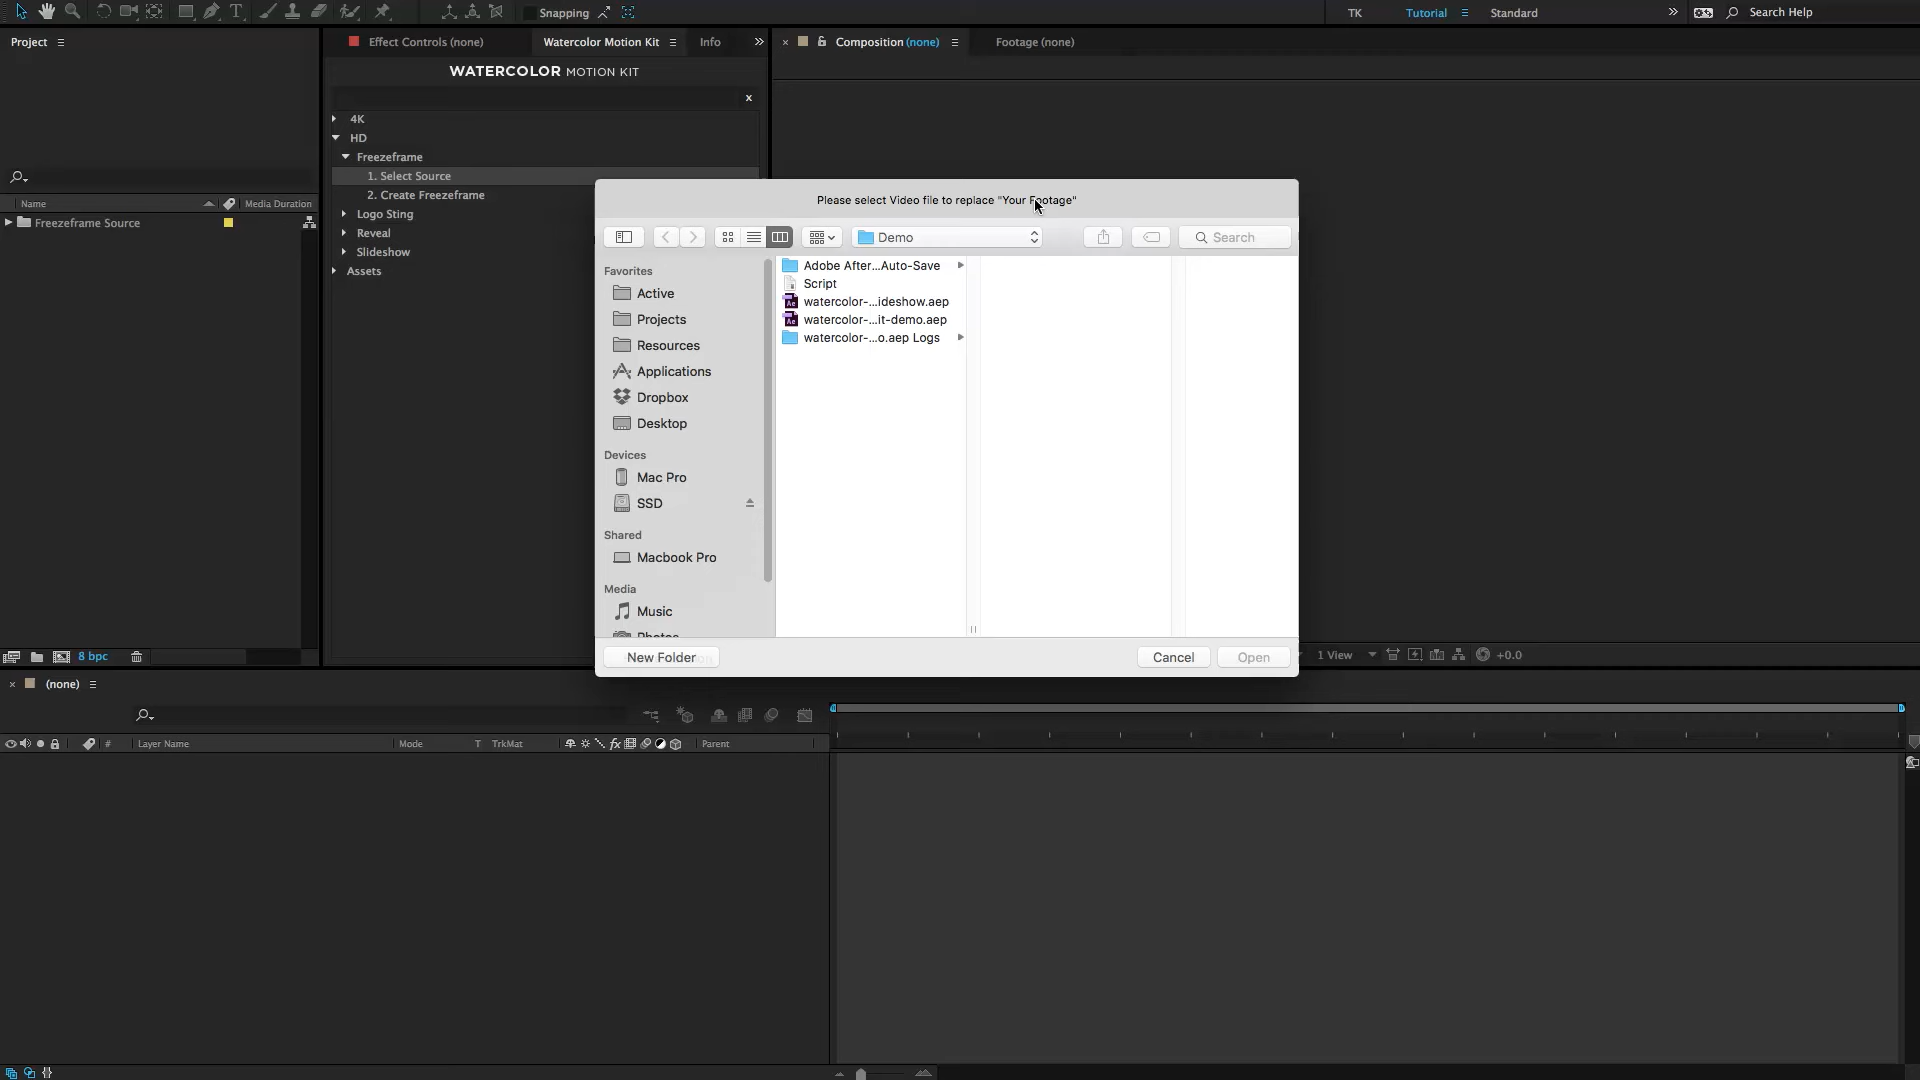 Snapping
TK
Tutorial
Standard
Search Help
Project
Effect Controls (none)
Watercolor Motion Kit
Info
Composition (none)
Footage (none)
WATERCOLOR MOTION KIT
x
4K
HD
Freezeframe
1. Select Source
2. Create Freezeframe
Logo Sting
Reveal
Slideshow
Assets
Name
Media Duration
Freezeframe Source
Please select Video file to replace "Your Footage"
Demo
Search
Favorites
Active
Projects
Resources
Applications
Dropbox
Desktop
Devices
Mac Pro
SSD
Shared
Macbook Pro
Media
Music
Photos
Adobe After...Auto-Save
Script
watercolor-...ideshow.aep
watercolor-...it-demo.aep
watercolor-...o.aep Logs
New Folder
Cancel
Open
8 bpc
1 View
+0.0
(none)
#
Layer Name
Mode
T
TrkMat
fx
Parent